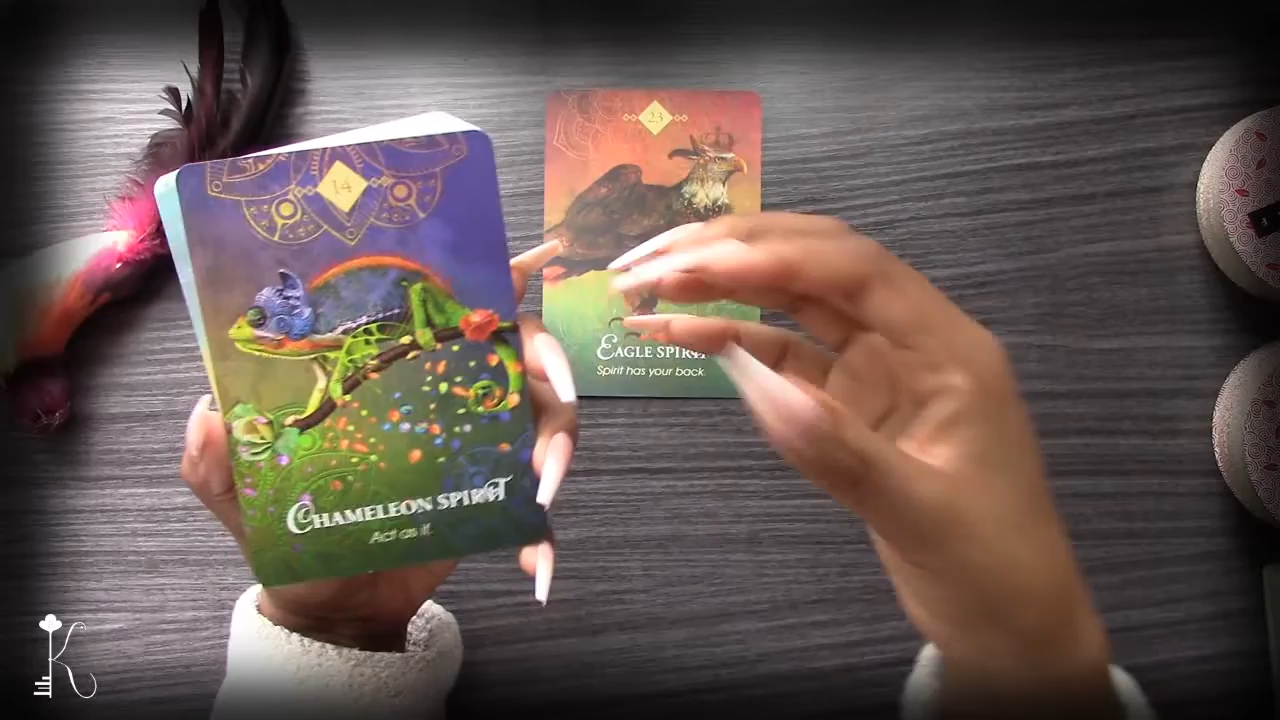 14
CHAMELEON SPIRIT
Act as if.
23
EAGLE SPIRIT
Spirit has your back.
K